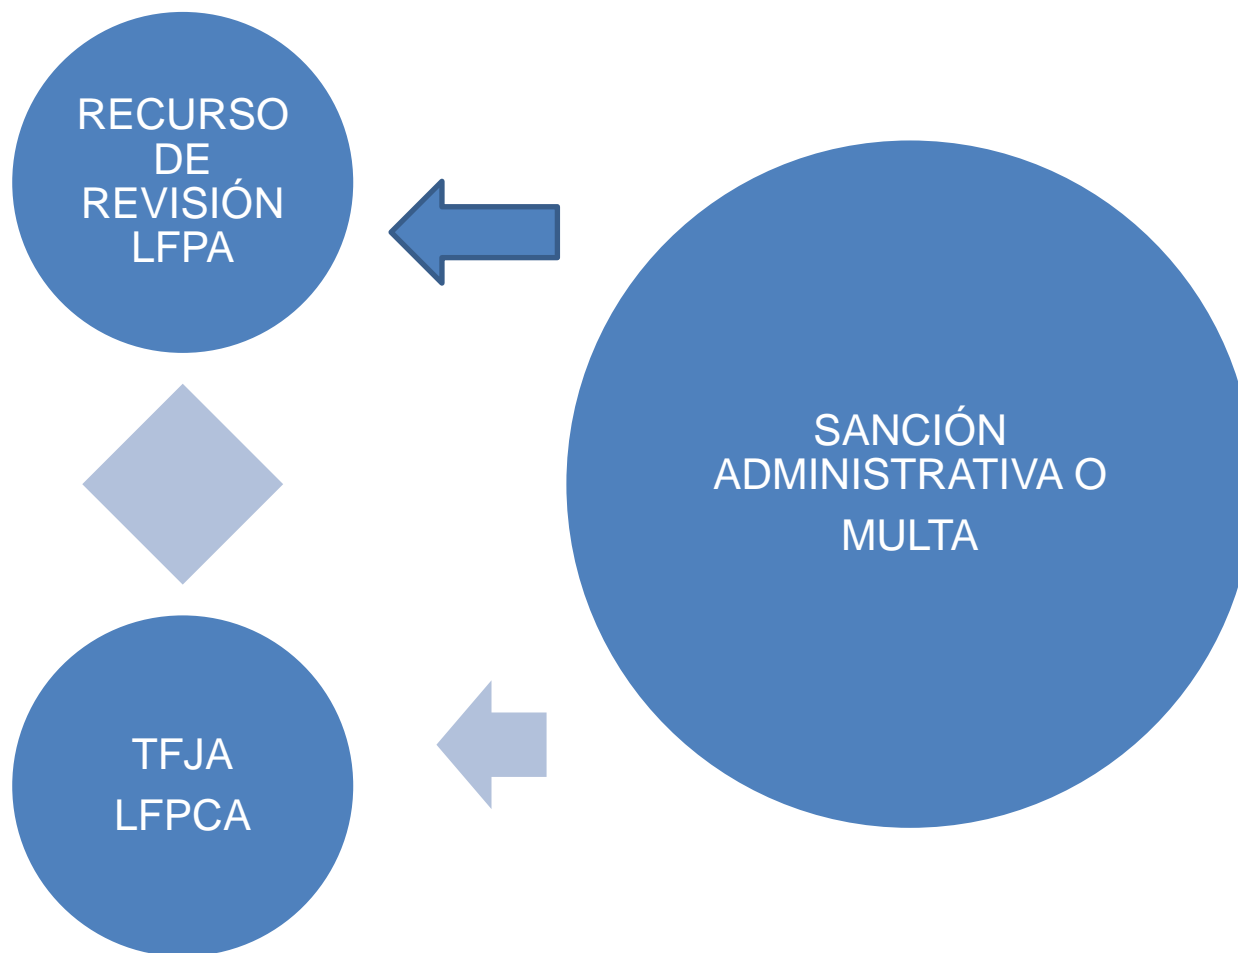 RECURSO
DE
REVISIÓN
LFPA
SANCIÓN
ADMINISTRATIVA O
MULTA
TFJA
LFPCA